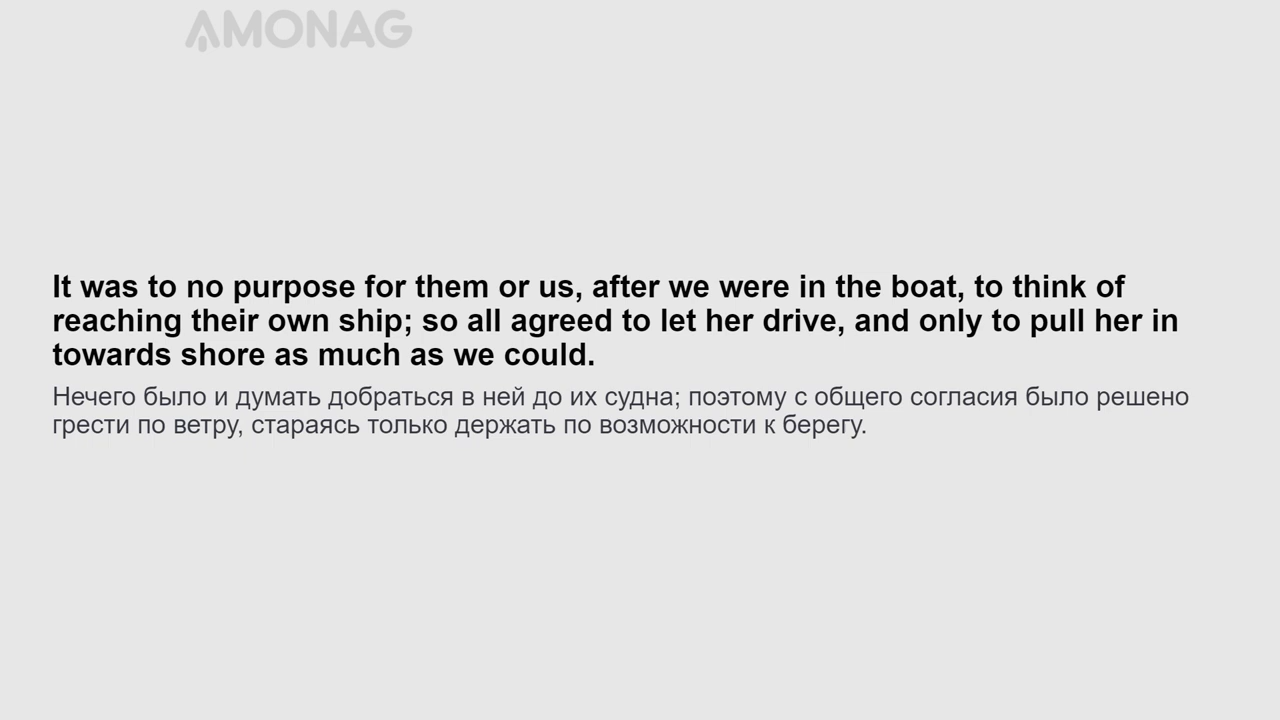 AMONAG
It was to no purpose for them or us, after we were in the boat, to think of
reaching their own ship; so all agreed to let her drive, and only to pull her in
towards shore as much as we could.
Нечего было и думать добраться в ней до их судна; поэтому с общего согласия было решено
грести по ветру, стараясь только держать по возможности к берегу.